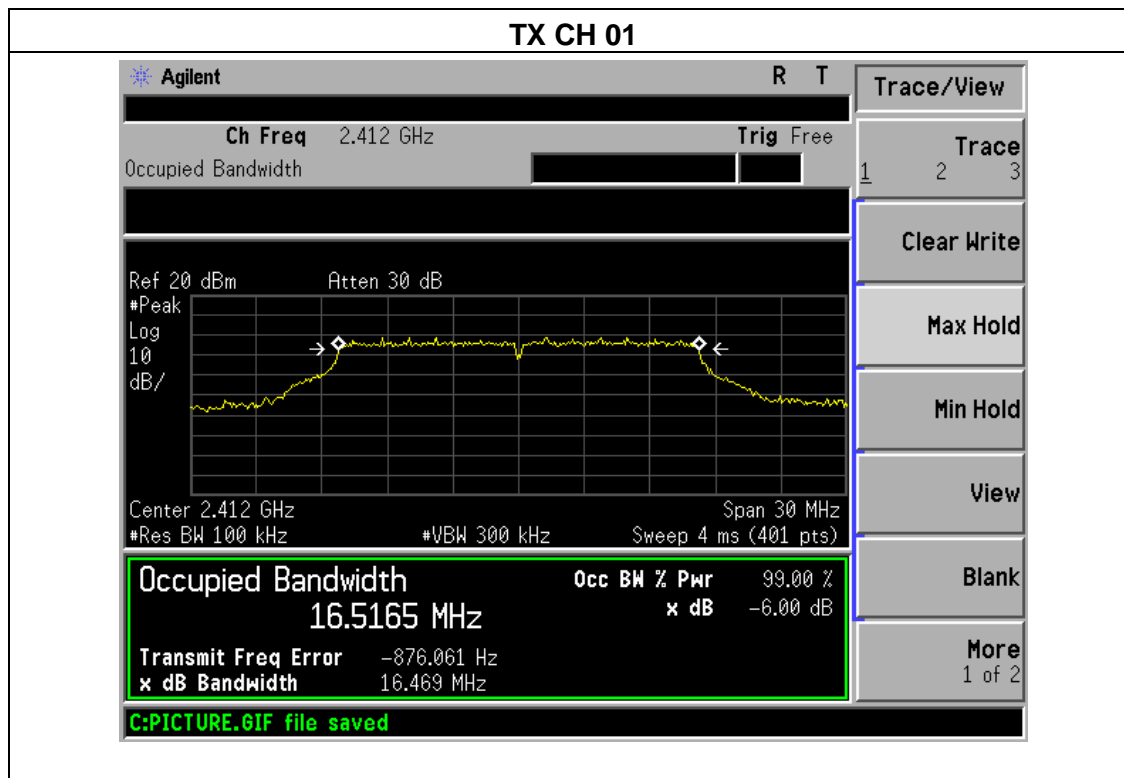 TX CH 01
Agilent R T
Ch Freq 2.412 GHz Trig Free
Occupied Bandwidth
Ref 20 dBm Atten 30 dB
#Peak
Log
10
dB/
Center 2.412 GHz Span 30 MHz
#Res BW 100 kHz #VBW 300 kHz Sweep 4 ms (401 pts)
Occupied Bandwidth Occ BW % Pwr 99.00 %
16.5165 MHz x dB -6.00 dB
Transmit Freq Error -876.061 Hz
x dB Bandwidth 16.469 MHz
C:PICTURE.GIF file saved
Trace/View
Trace
1 2 3
Clear Write
Max Hold
Min Hold
View
Blank
More
1 of 2